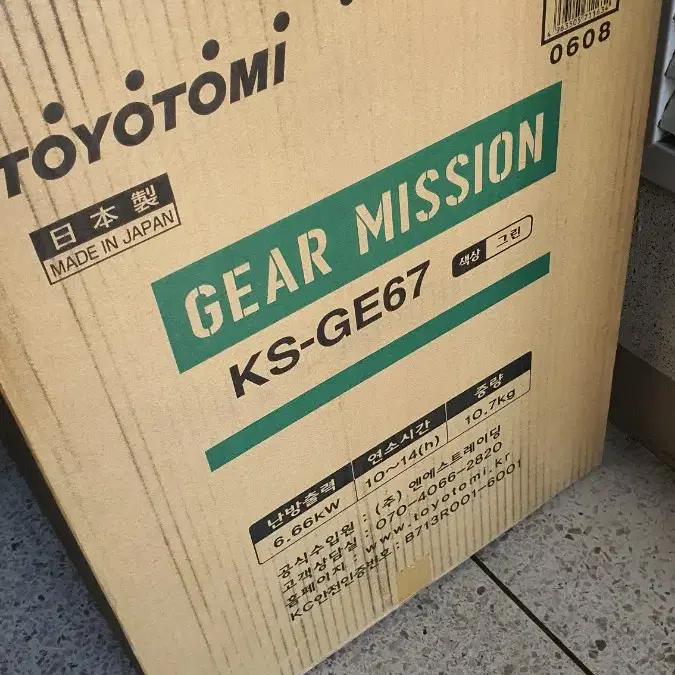 TOYOTOMI
0608
日本製
MADE IN JAPAN
GEAR MISSION
KS-GE67
색상 그린
난방출력 연소시간 중량
6.66KW 10~14(h) 10.7kg
공식수입원 : (주) 엔에스트레이딩
고객상담실 : 070-4066-2820
홈페이지 : www.toyotomi.kr
KC안전인증번호 : B713R001-6001